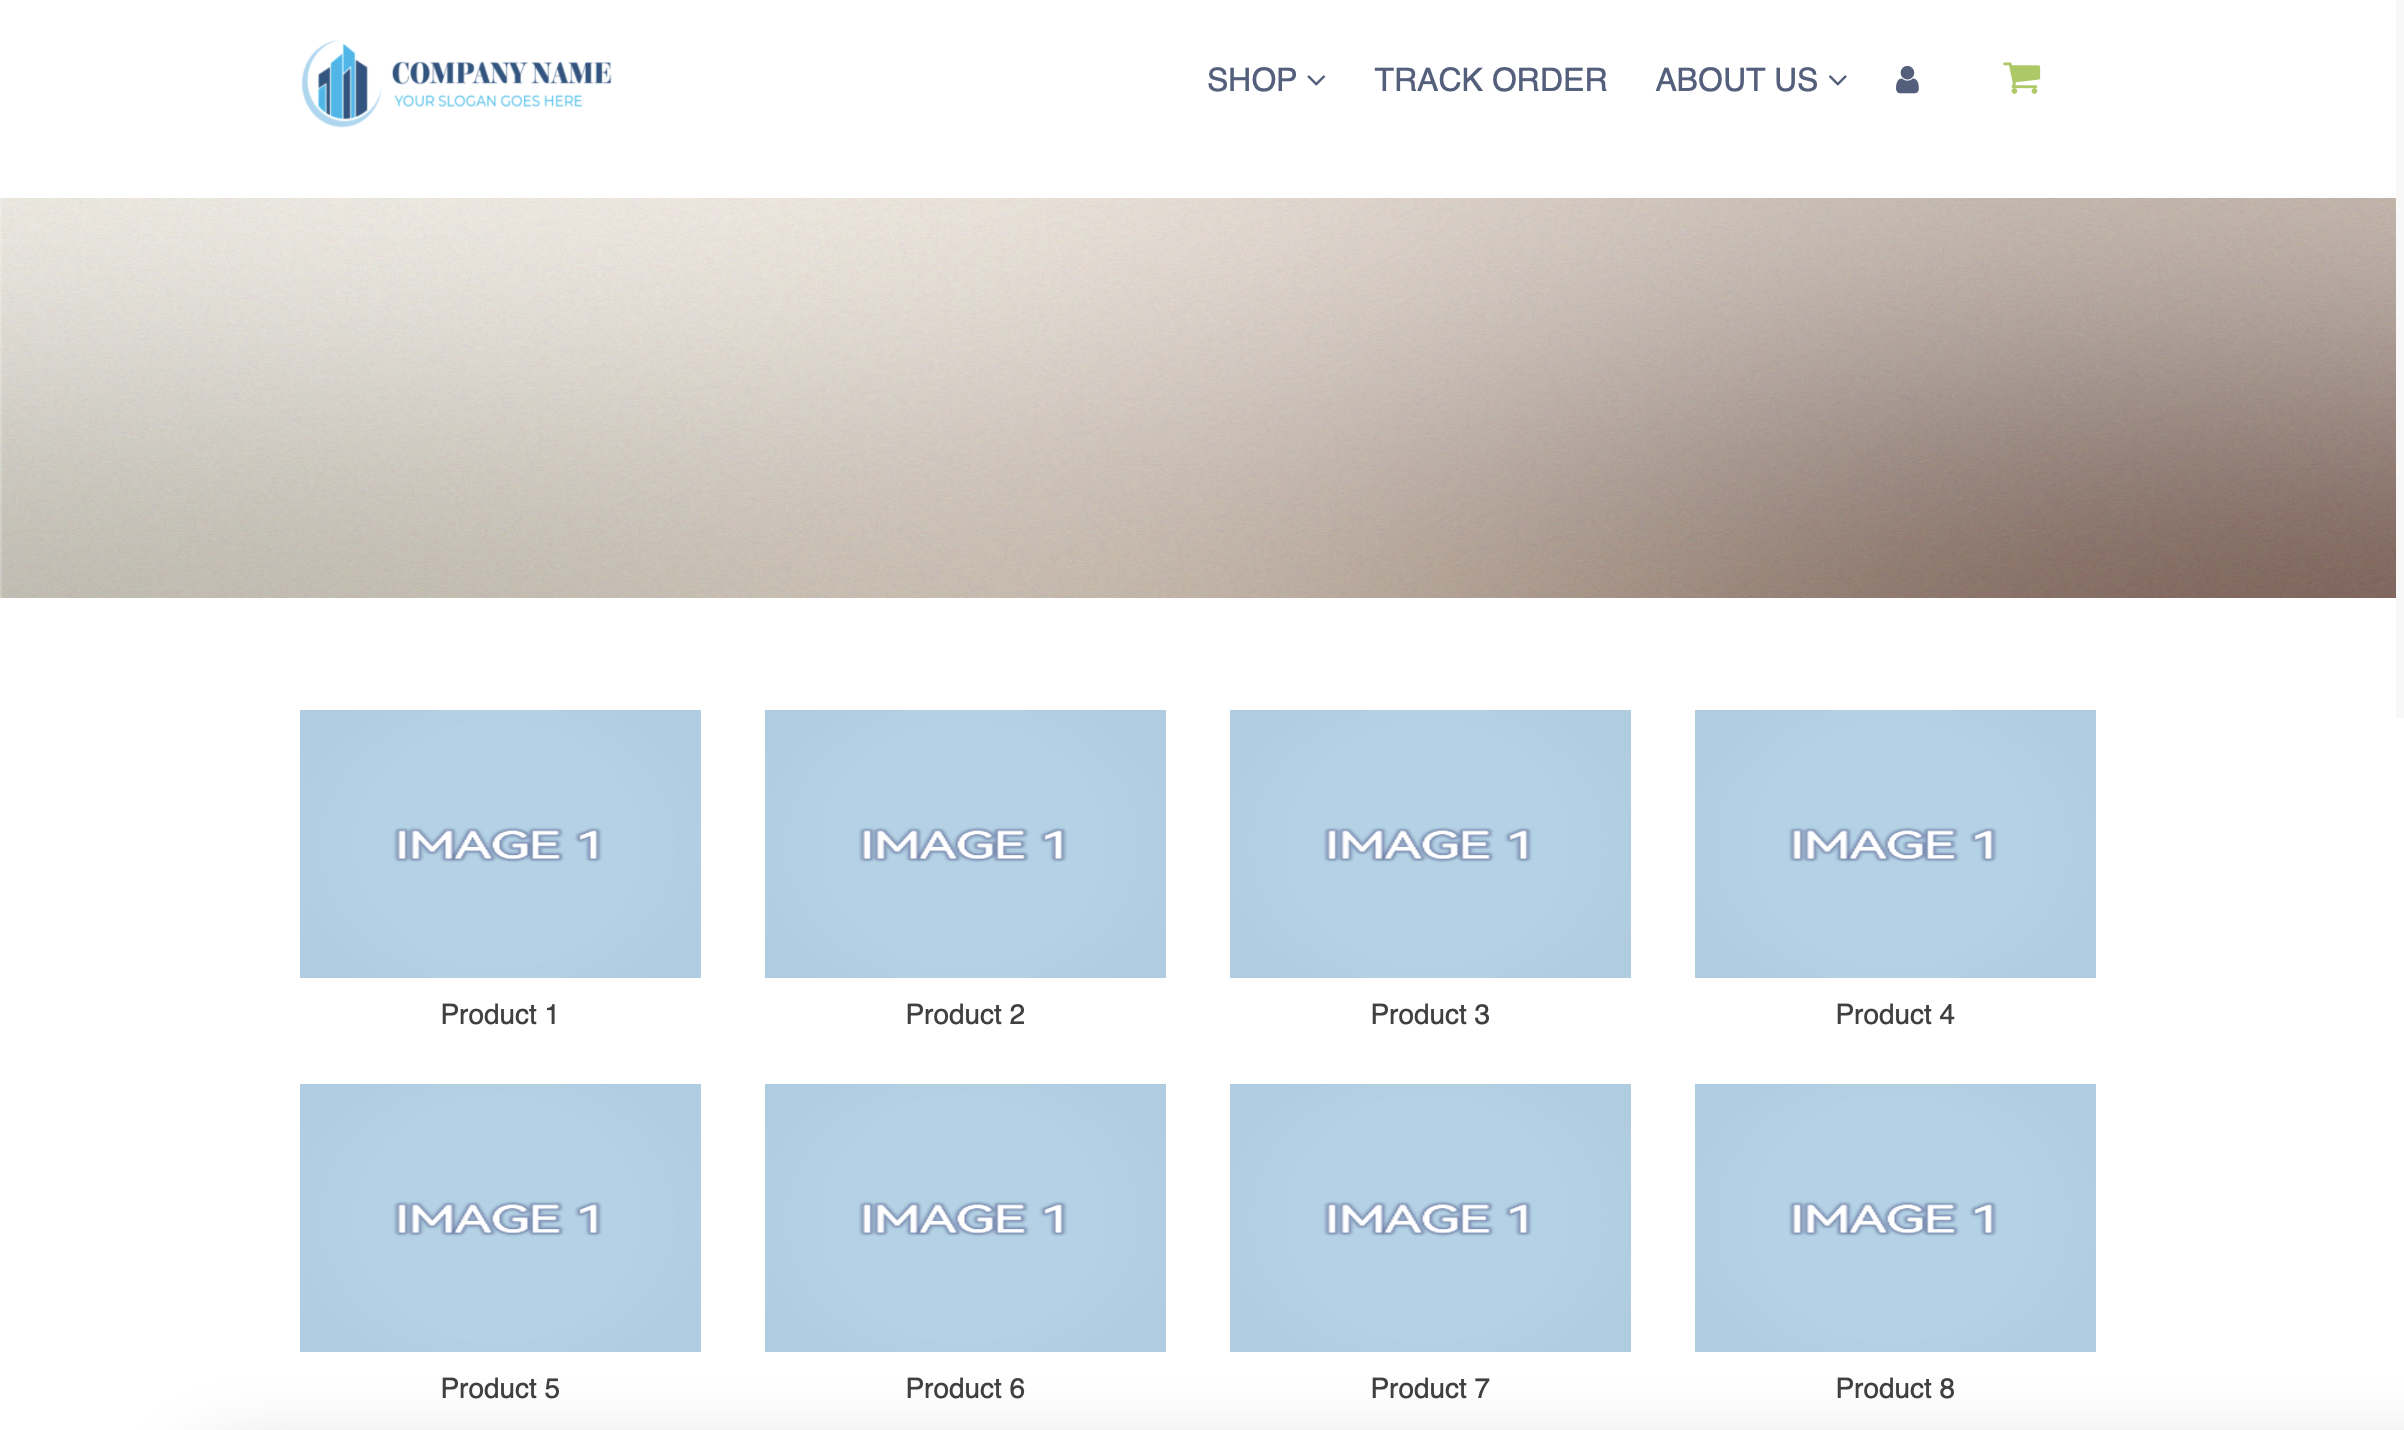 COMPANY NAME
YOUR SLOGAN GOES HERE
SHOP
TRACK ORDER
ABOUT US
IMAGE 1
IMAGE 1
IMAGE 1
IMAGE 1
Product 1
Product 2
Product 3
Product 4
IMAGE 1
IMAGE 1
IMAGE 1
IMAGE 1
Product 5
Product 6
Product 7
Product 8